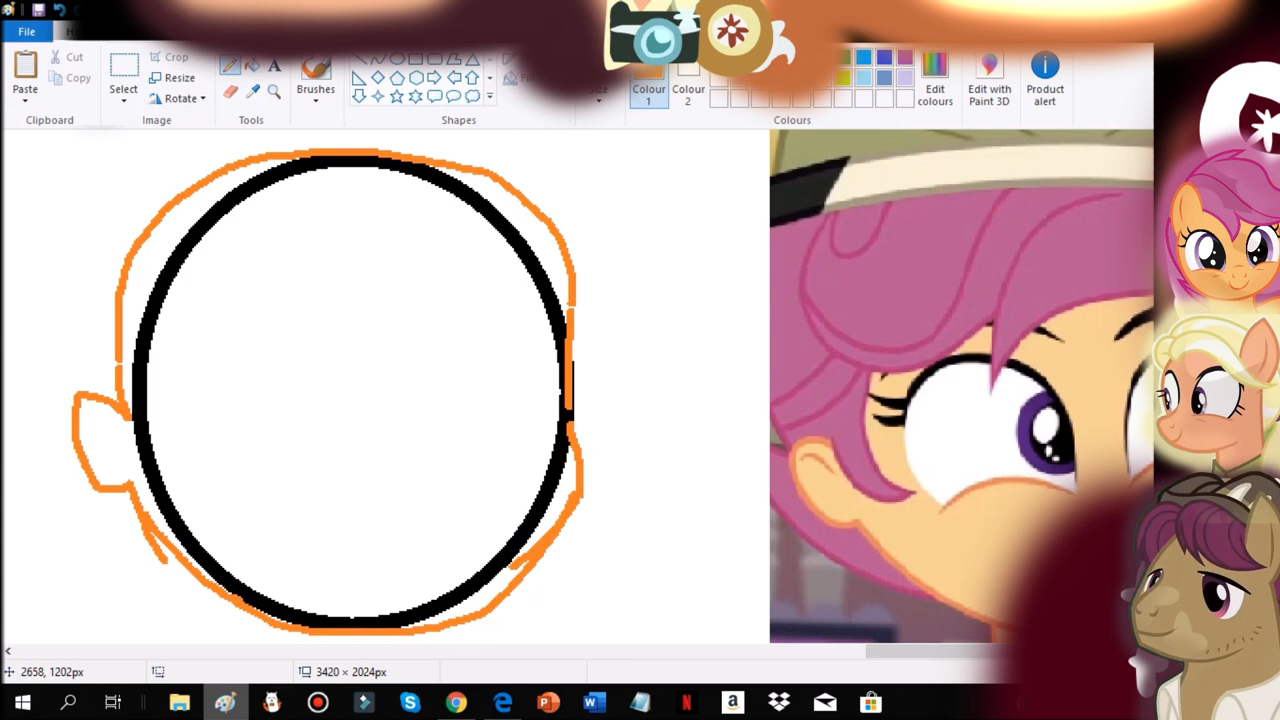 File
Cut
Crop
Paste
Copy
Select
Resize
Rotate
A
Brushes
Colour
1
Colour
2
Edit
colours
Edit with
Paint 3D
Product
alert
Clipboard
Image
Tools
Shapes
Colours
2658, 1202px
3420 × 2024px